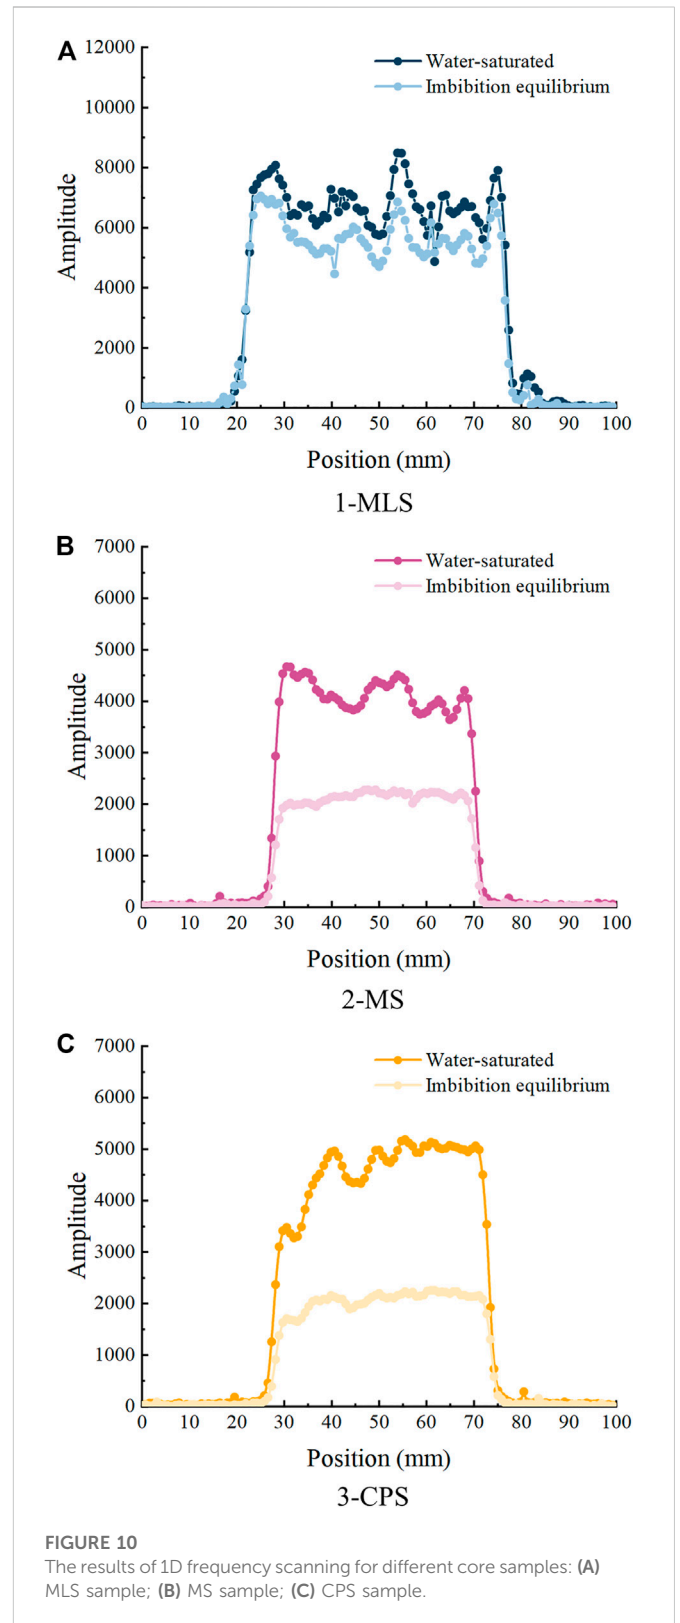 A
12000
10000
8000
6000
4000
2000
0
Amplitude
Water-saturated
Imbibition equilibrium
0 10 20 30 40 50 60 70 80 90 100
Position (mm)
1-MLS
B
7000
6000
5000
4000
3000
2000
1000
0
Amplitude
Water-saturated
Imbibition equilibrium
0 10 20 30 40 50 60 70 80 90 100
Position (mm)
2-MS
C
7000
6000
5000
4000
3000
2000
1000
0
Amplitude
Water-saturated
Imbibition equilibrium
0 10 20 30 40 50 60 70 80 90 100
Position (mm)
3-CPS
FIGURE 10
The results of 1D frequency scanning for different core samples: (A)
MLS sample; (B) MS sample; (C) CPS sample.